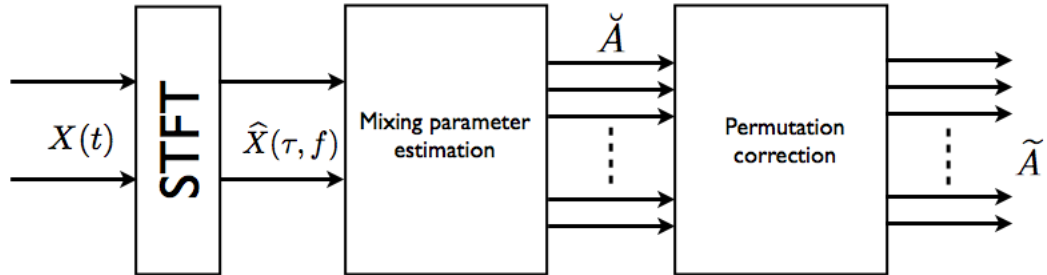 X(t)
STFT
X̂(τ, f)
Mixing parameter
estimation
Ă
Permutation
correction
Ã